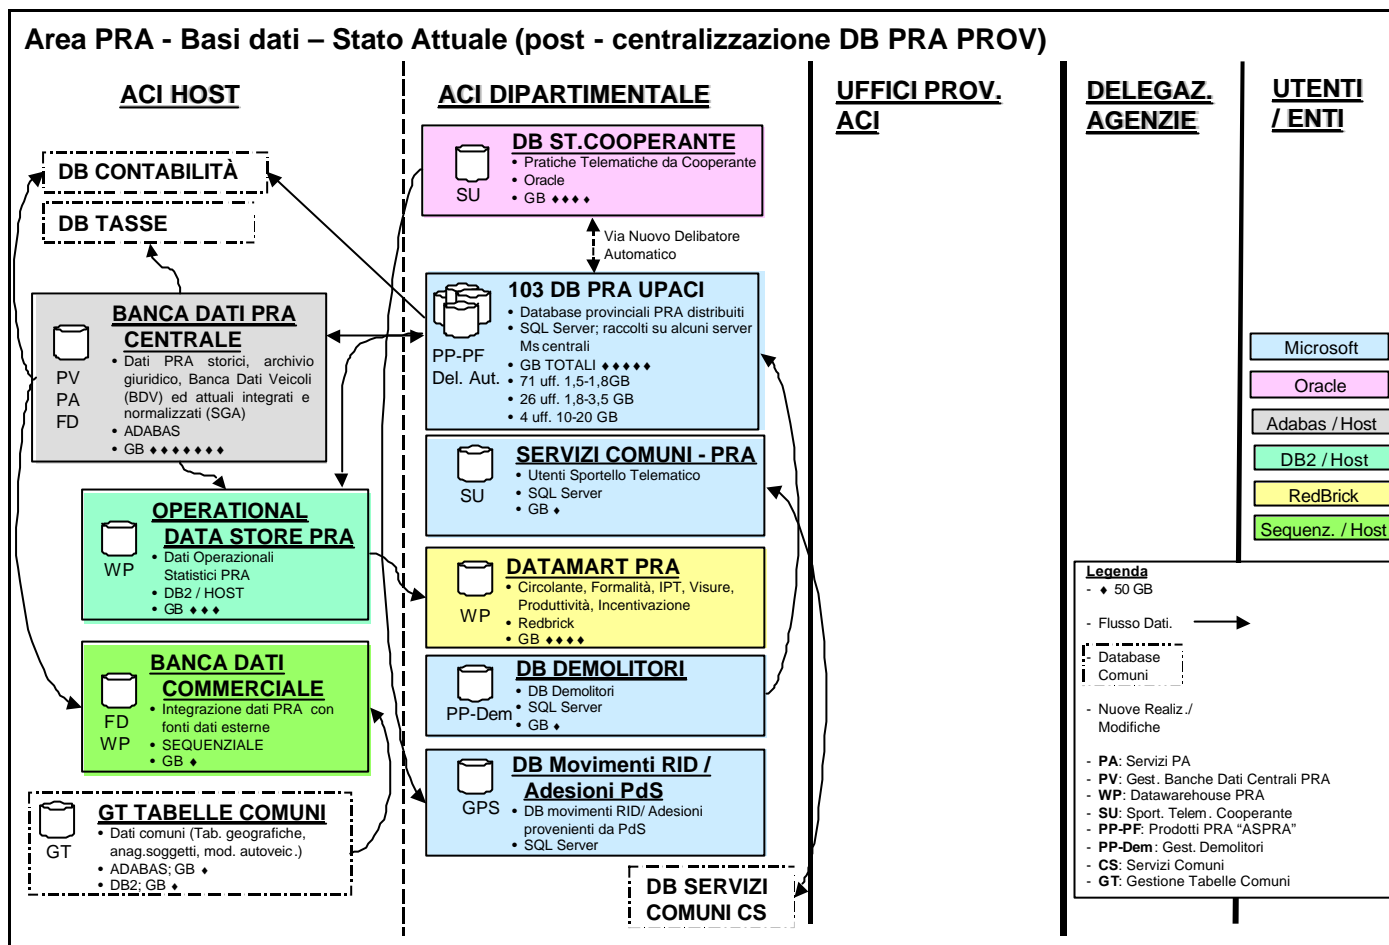 Area PRA - Basi dati – Stato Attuale (post - centralizzazione DB PRA PROV)
ACI HOST
DB CONTABILITÀ
DB TASSE
BANCA DATI PRA
CENTRALE
• Dati PRA storici, archivio
giuridico, Banca Dati Veicoli
(BDV) ed attuali integrati e
normalizzati (SGA)
• ADABAS
• GB ♦♦♦♦♦♦♦
PV
PA
FD
OPERATIONAL
DATA STORE PRA
• Dati Operazionali
Statistici PRA
• DB2 / HOST
• GB ♦♦♦
WP
BANCA DATI
COMMERCIALE
• Integrazione dati PRA con
fonti dati esterne
• SEQUENZIALE
• GB ♦
FD
WP
GT TABELLE COMUNI
• Dati comuni (Tab. geografiche,
anag.soggetti, mod. autoveic.)
• ADABAS; GB ♦
• DB2; GB ♦
GT
ACI DIPARTIMENTALE
DB ST.COOPERANTE
• Pratiche Telematiche da Cooperante
• Oracle
• GB ♦♦♦♦
SU
Via Nuovo Delibatore
Automatico
103 DB PRA UPACI
• Database provinciali PRA distribuiti
• SQL Server; raccolti su alcuni server
Ms centrali
• GB TOTALI ♦♦♦♦♦
• 71 uff. 1,5-1,8GB
• 26 uff. 1,8-3,5 GB
• 4 uff. 10-20 GB
PP-PF
Del. Aut.
SERVIZI COMUNI - PRA
• Utenti Sportello Telematico
• SQL Server
• GB ♦
SU
DATAMART PRA
• Circolante, Formalità, IPT, Visure,
Produttività, Incentivazione
• Redbrick
• GB ♦♦♦♦
WP
DB DEMOLITORI
• DB Demolitori
• SQL Server
• GB ♦
PP-Dem
DB Movimenti RID /
Adesioni PdS
• DB movimenti RID/ Adesioni
provenienti da PdS
• SQL Server
GPS
DB SERVIZI
COMUNI CS
UFFICI PROV.
ACI
DELEGAZ.
AGENZIE
UTENTI
/ ENTI
Microsoft
Oracle
Adabas / Host
DB2 / Host
RedBrick
Sequenz. / Host
Legenda
- ♦ 50 GB
- Flusso Dati.
- Database
Comuni
- Nuove Realiz./
Modifiche
- PA: Servizi PA
- PV: Gest. Banche Dati Centrali PRA
- WP: Datawarehouse PRA
- SU: Sport. Telem. Cooperante
- PP-PF: Prodotti PRA “ASPRA”
- PP-Dem: Gest. Demolitori
- CS: Servizi Comuni
- GT: Gestione Tabelle Comuni